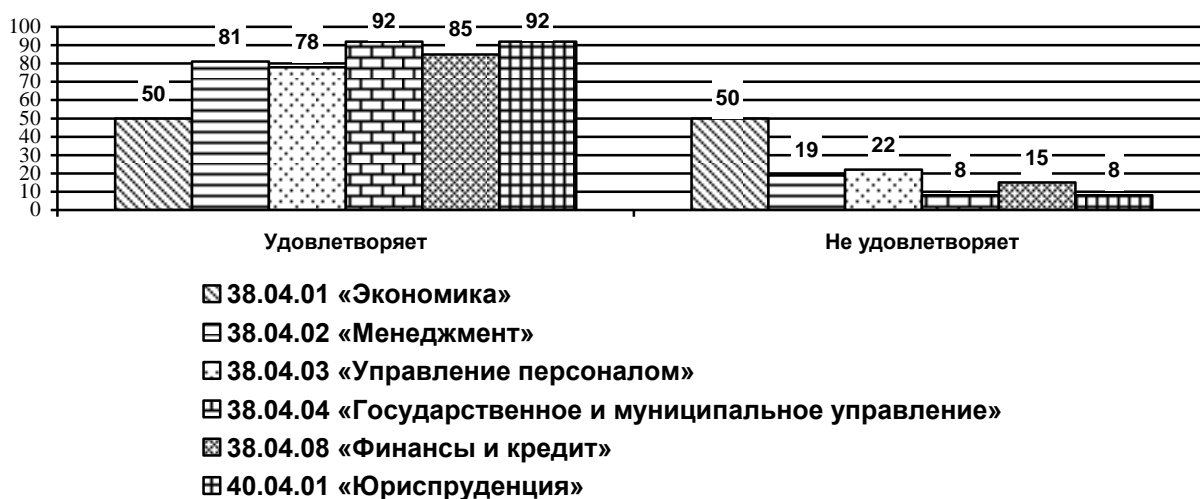 100
90
80
70
60
50
40
30
20
10
0
50
81
78
92
85
92
50
19
22
8
15
8
Удовлетворяет
Не удовлетворяет
38.04.01 «Экономика»
38.04.02 «Менеджмент»
38.04.03 «Управление персоналом»
38.04.04 «Государственное и муниципальное управление»
38.04.08 «Финансы и кредит»
40.04.01 «Юриспруденция»